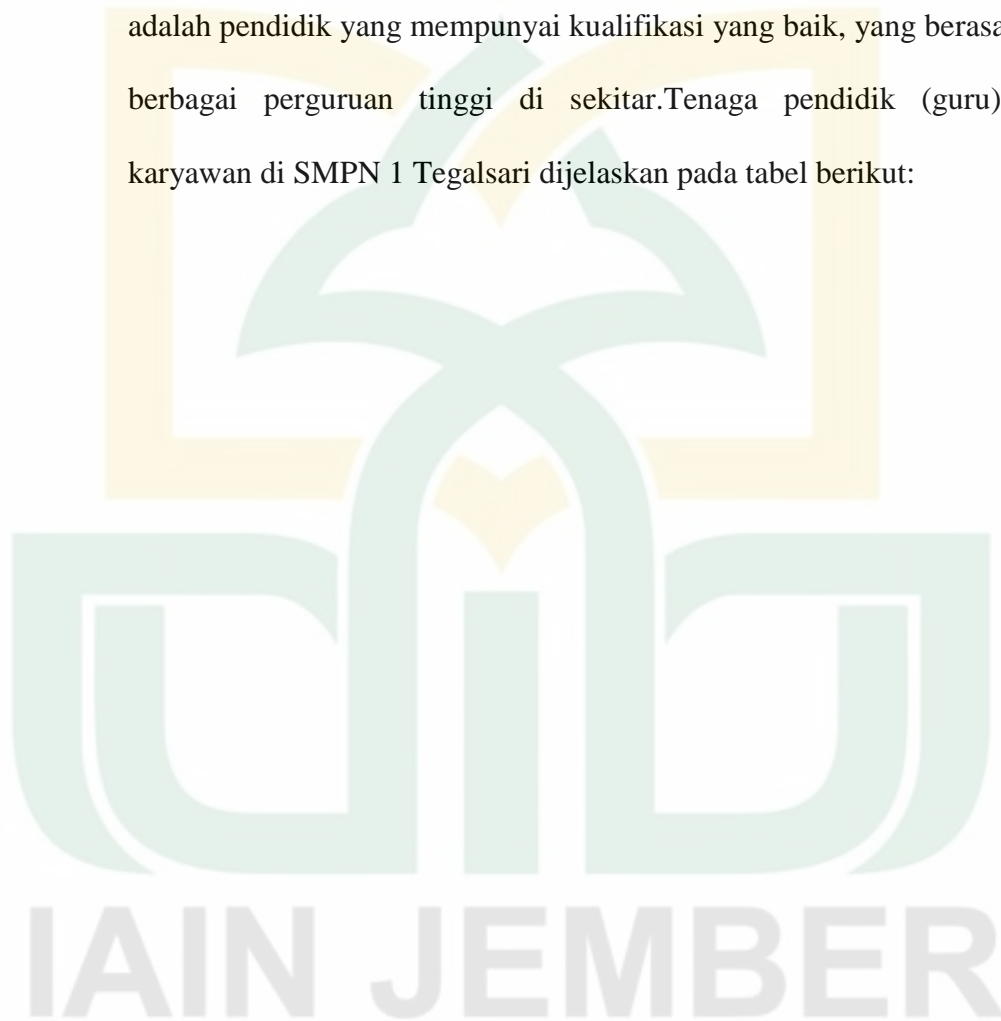 adalah pendidik yang mempunyai kualifikasi yang baik, yang
berbagai perguruan tinggi di sekitar.Tenaga pendidik (guru)
karyawan di SMPN 1 Tegalsari dijelaskan pada tabel berikut:
IAIN JEMBER